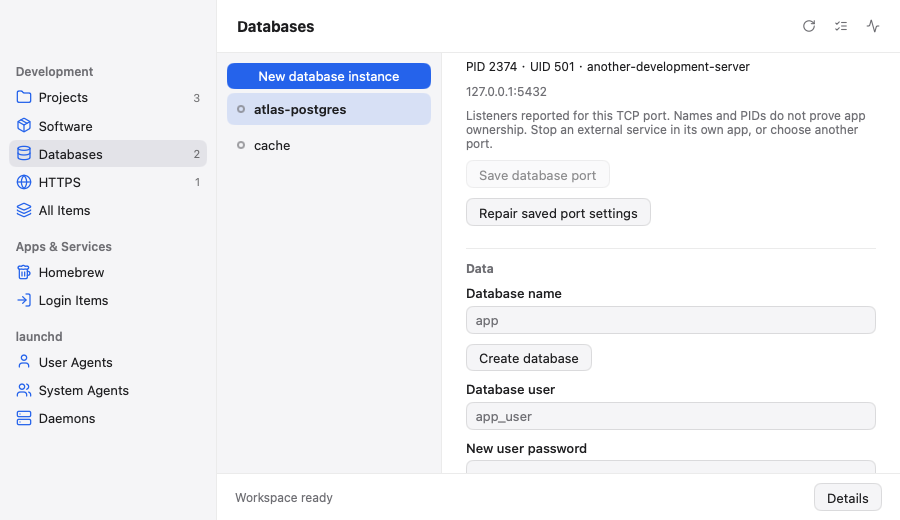 Databases
Development
Projects 3
Software
Databases 2
HTTPS 1
All Items
Apps & Services
Homebrew
Login Items
launchd
User Agents
System Agents
Daemons
New database instance
atlas-postgres
cache
PID 2374 · UID 501 · another-development-server
127.0.0.1:5432
Listeners reported for this TCP port. Names and PIDs do not prove app
ownership. Stop an external service in its own app, or choose another
port.
Save database port
Repair saved port settings
Data
Database name
app
Create database
Database user
app_user
New user password
Workspace ready
Details